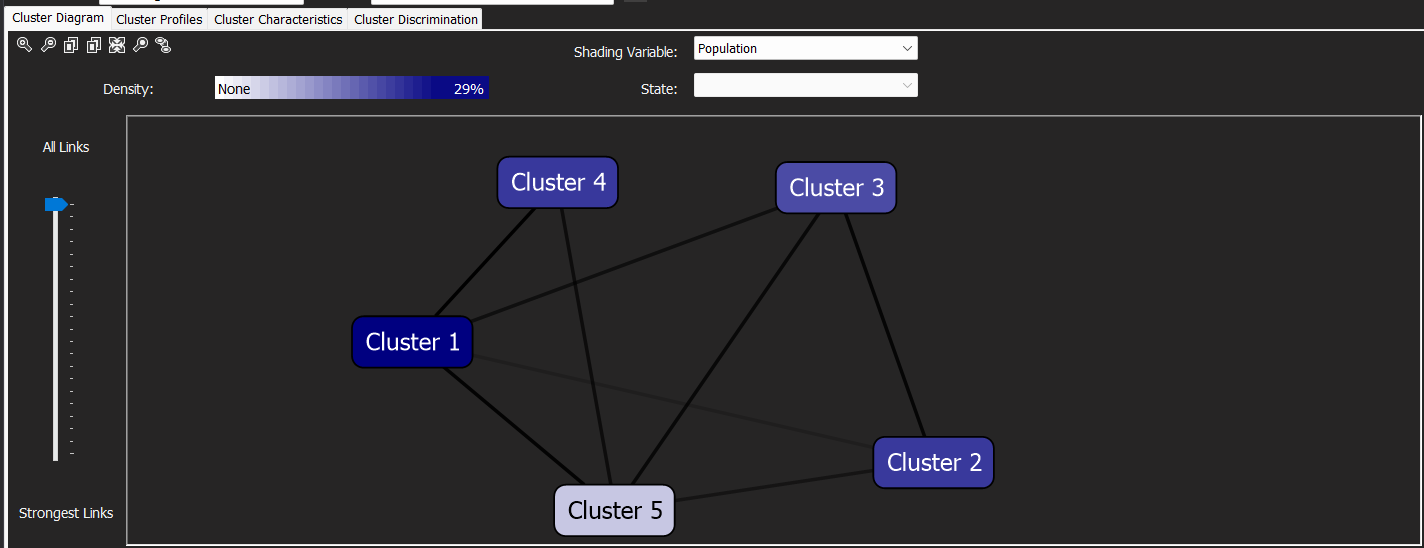 Cluster Diagram Cluster Profiles Cluster Characteristics Cluster Discrimination
Shading Variable: Population
Density: None 29% State:
All Links
Cluster 4
Cluster 3
Cluster 1
Cluster 2
Cluster 5
Strongest Links